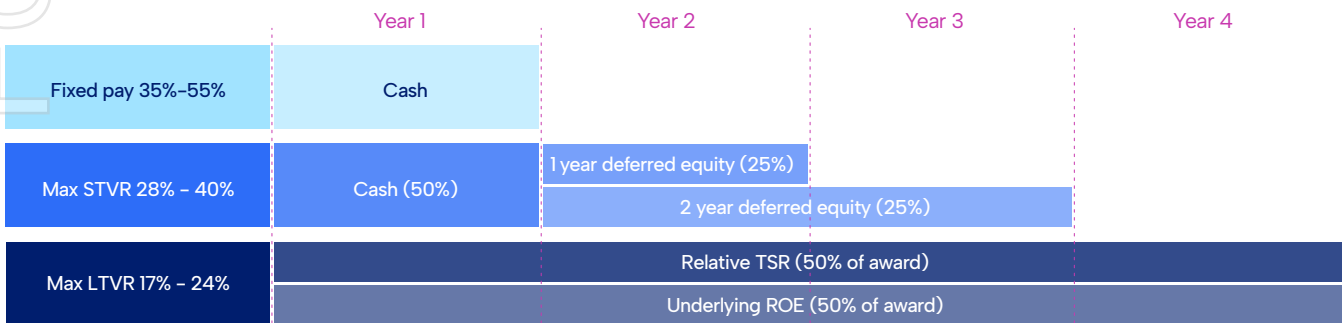 Year 1
Year 2
Year 3
Year 4
Fixed pay 35%-55%
Cash
Max STVR 28% - 40%
Cash (50%)
1 year deferred equity (25%)
2 year deferred equity (25%)
Max LTVR 17% - 24%
Relative TSR (50% of award)
Underlying ROE (50% of award)